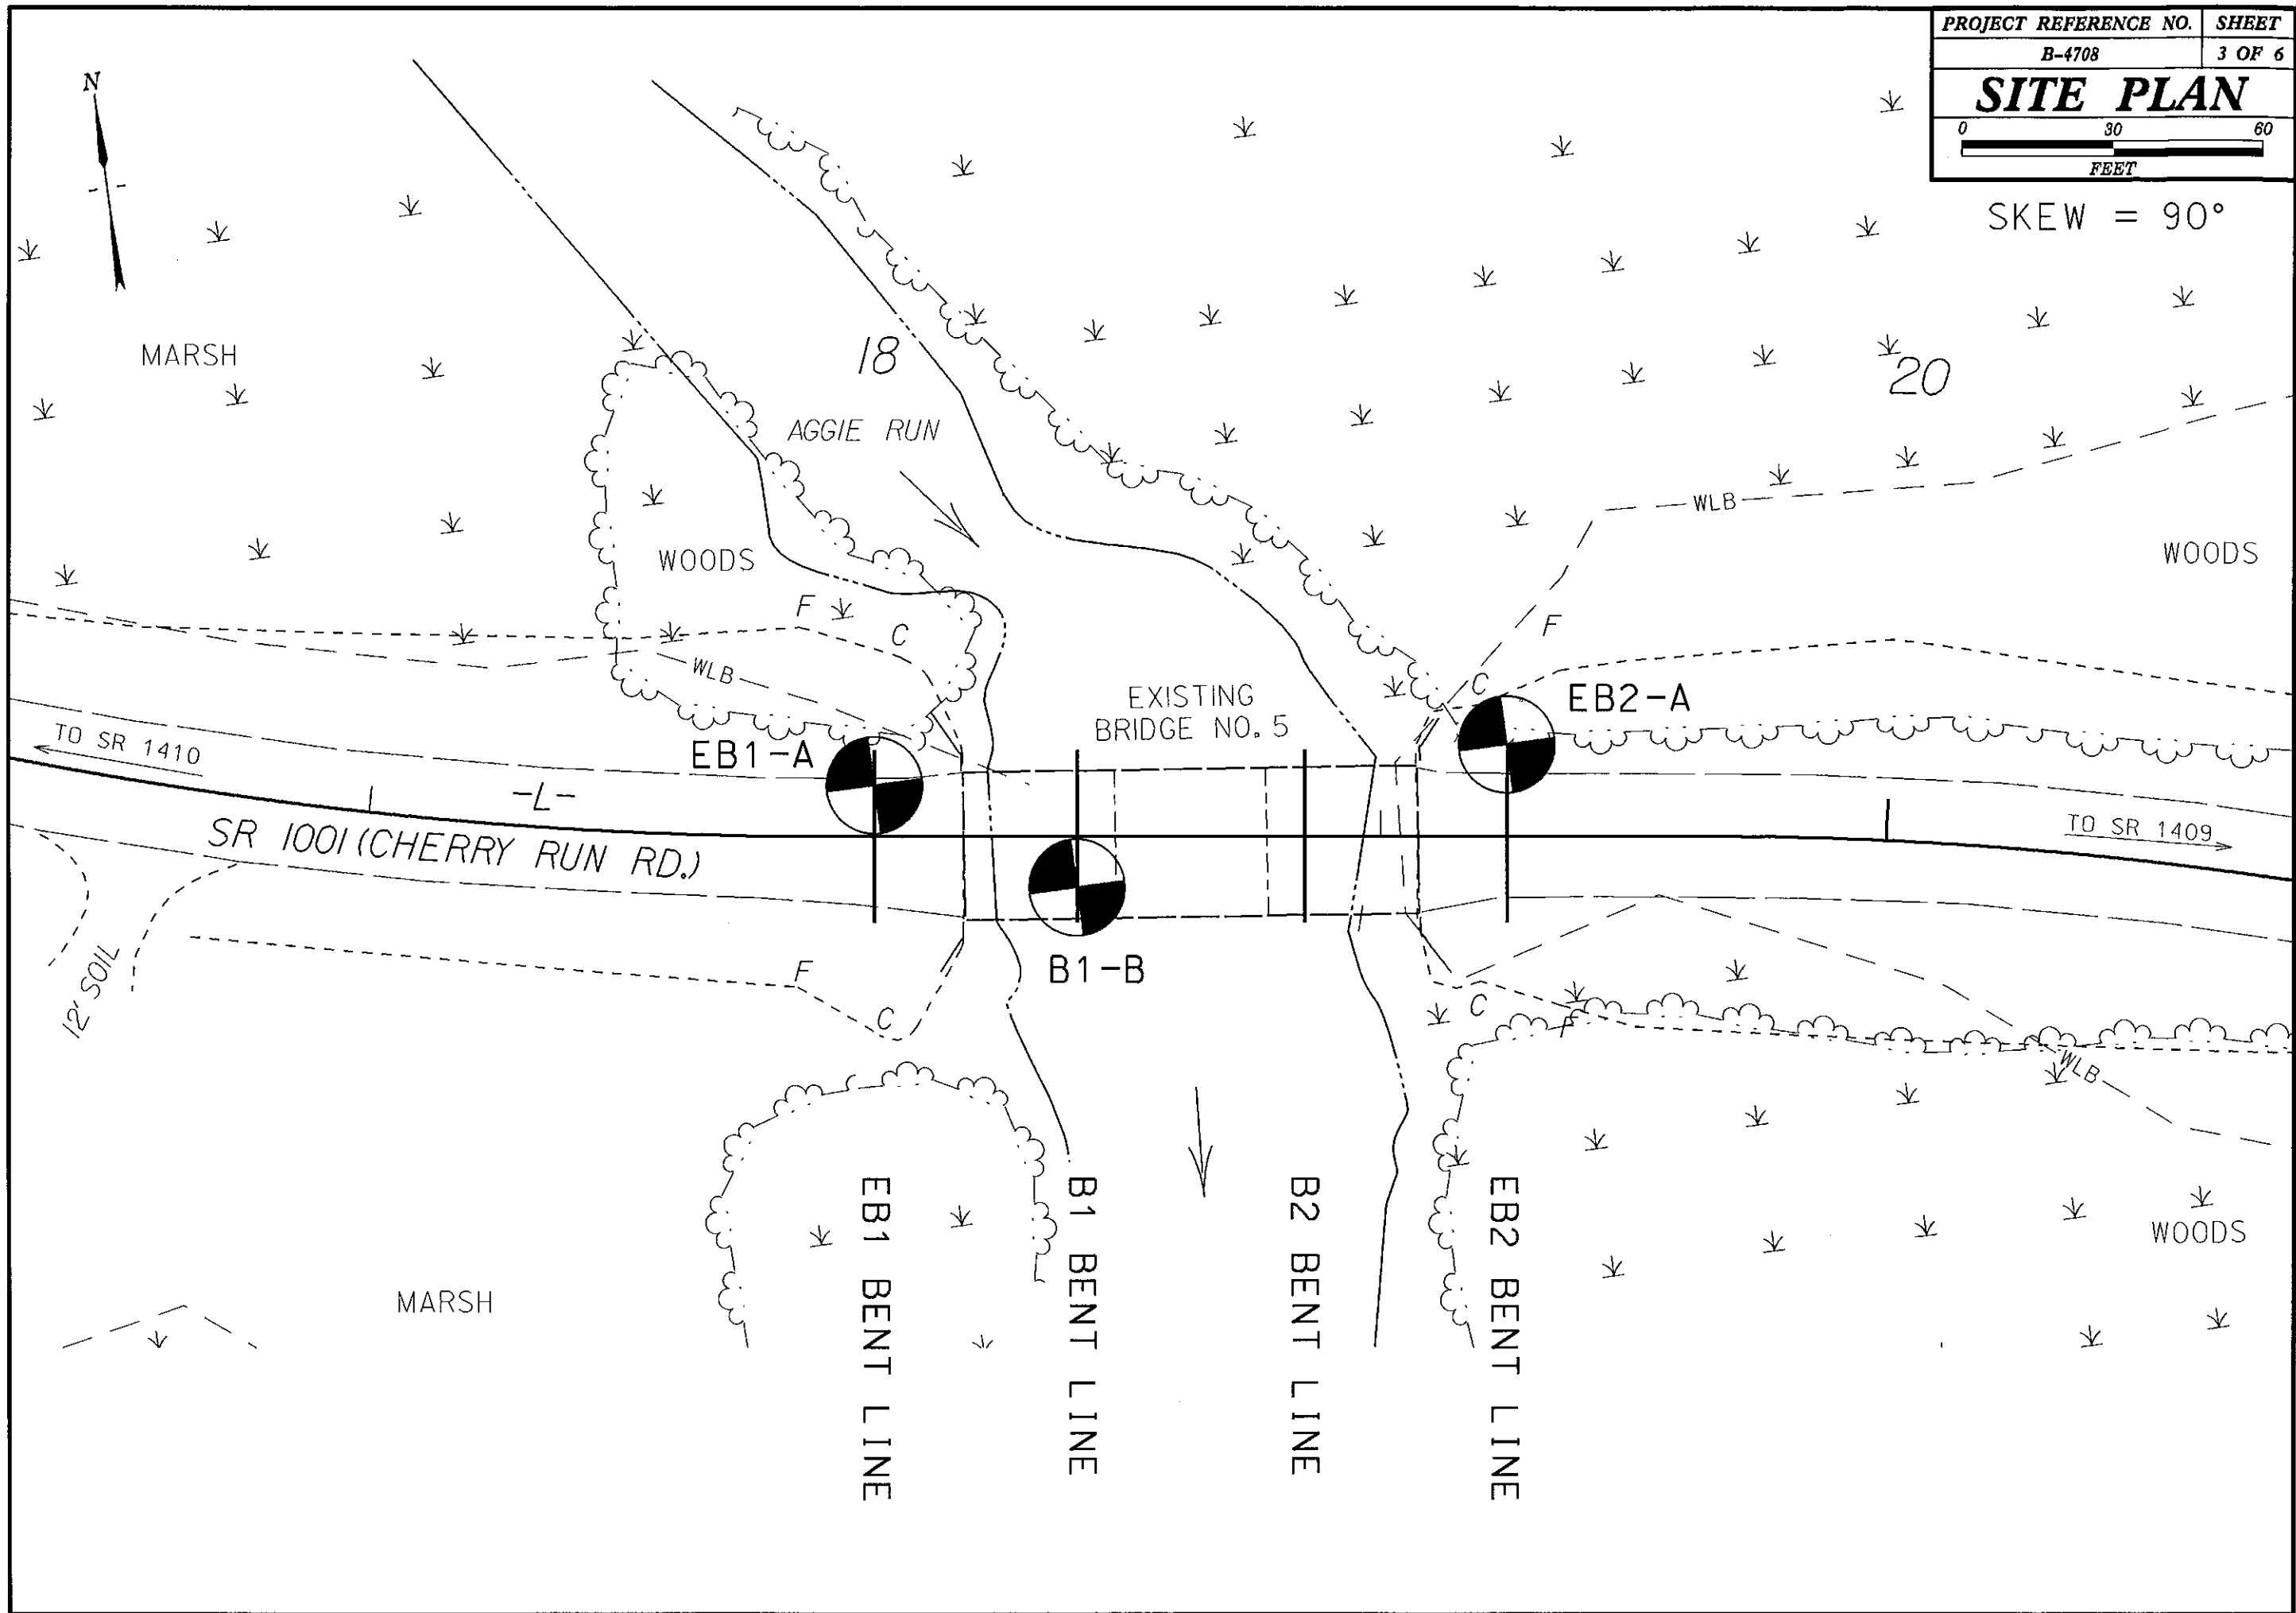 PROJECT REFERENCE NO. SHEET
B-4708 3 OF 6
SITE PLAN
0 30 60
FEET
SKEW = 90°
N
MARSH
18
20
AGGIE RUN
WLB
WOODS
WOODS
F
C
F
WLB
C
EXISTING
BRIDGE NO. 5
EB2-A
EB1-A
TO SR 1410
-L-
SR 1001 (CHERRY RUN RD.)
TO SR 1409
12' SOIL
F
B1-B
C
C
F
WLB
EB1 BENT LINE
B1 BENT LINE
B2 BENT LINE
EB2 BENT LINE
WOODS
MARSH